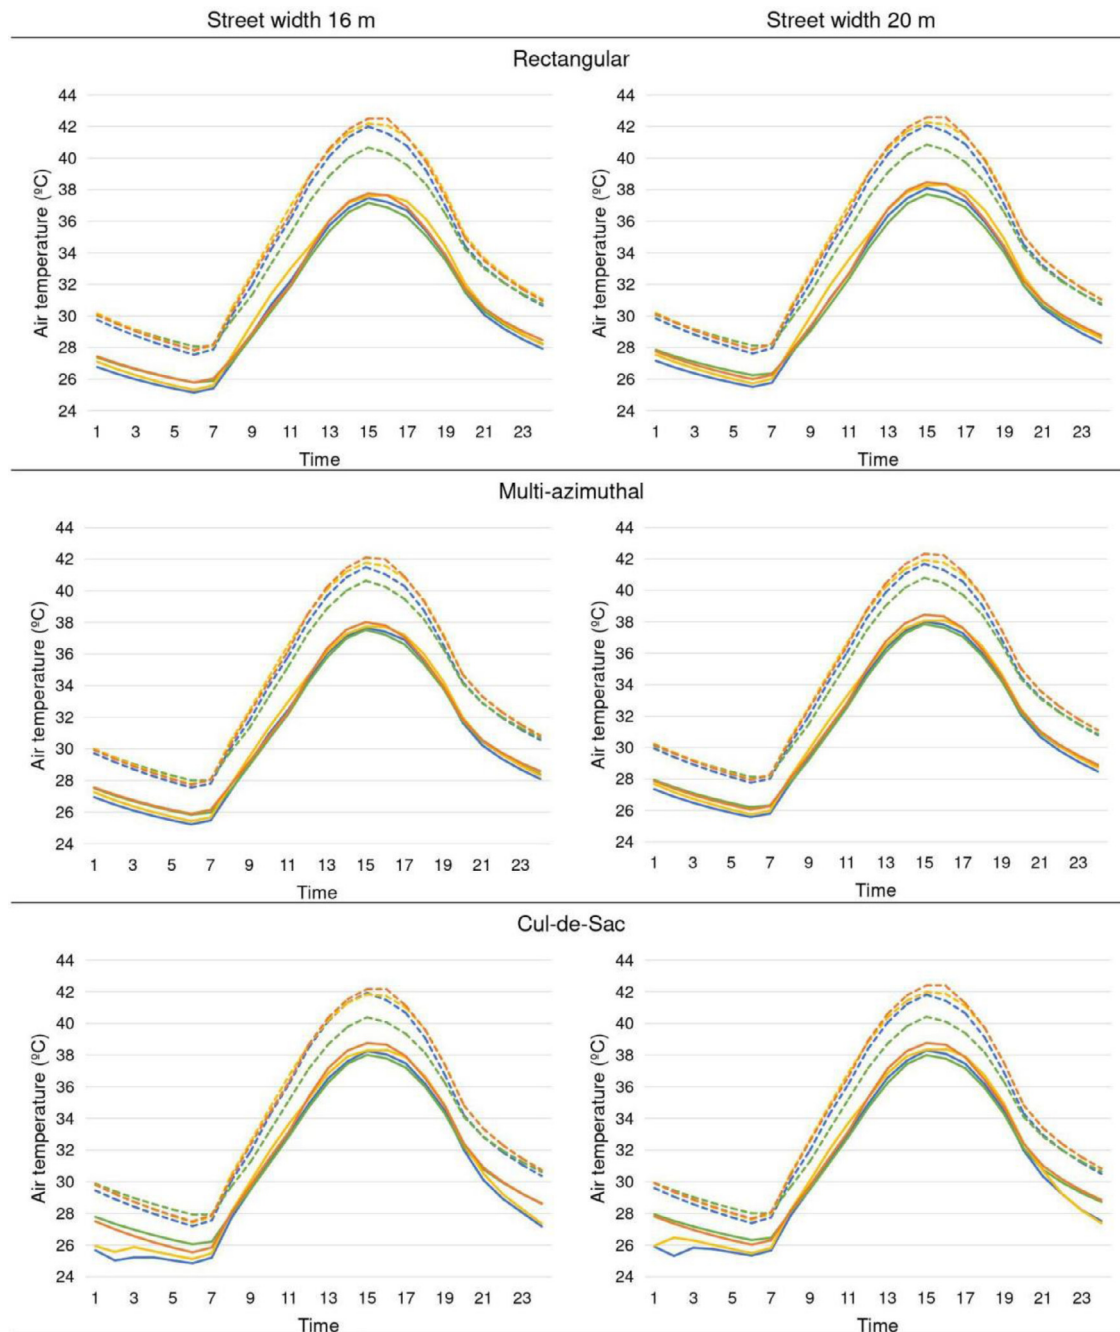 Street width 16 m Street width 20 m
Rectangular
Air temperature (ºC) Air temperature (ºC)
44 44
42 42
40 40
38 38
36 36
34 34
32 32
30 30
28 28
26 26
24 24
1 3 5 7 9 11 13 15 17 19 21 23 1 3 5 7 9 11 13 15 17 19 21 23
Time Time
Multi-azimuthal
Air temperature (ºC) Air temperature (ºC)
44 44
42 42
40 40
38 38
36 36
34 34
32 32
30 30
28 28
26 26
24 24
1 3 5 7 9 11 13 15 17 19 21 23 1 3 5 7 9 11 13 15 17 19 21 23
Time Time
Cul-de-Sac
Air temperature (ºC) Air temperature (ºC)
44 44
42 42
40 40
38 38
36 36
34 34
32 32
30 30
28 28
26 26
24 24
1 3 5 7 9 11 13 15 17 19 21 23 1 3 5 7 9 11 13 15 17 19 21 23
Time Time